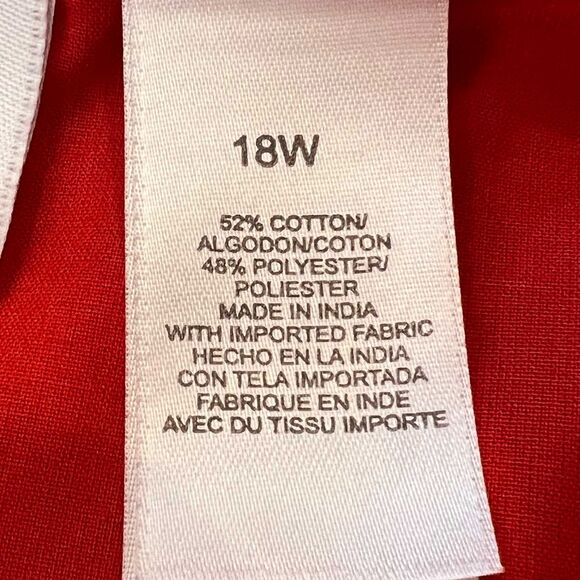 18W
52% COTTON/
ALGODON/COTON
48% POLYESTER/
POLIESTER
MADE IN INDIA
WITH IMPORTED FABRIC
HECHO EN LA INDIA
CON TELA IMPORTADA
FABRIQUE EN INDE
AVEC DU TISSU IMPORTE